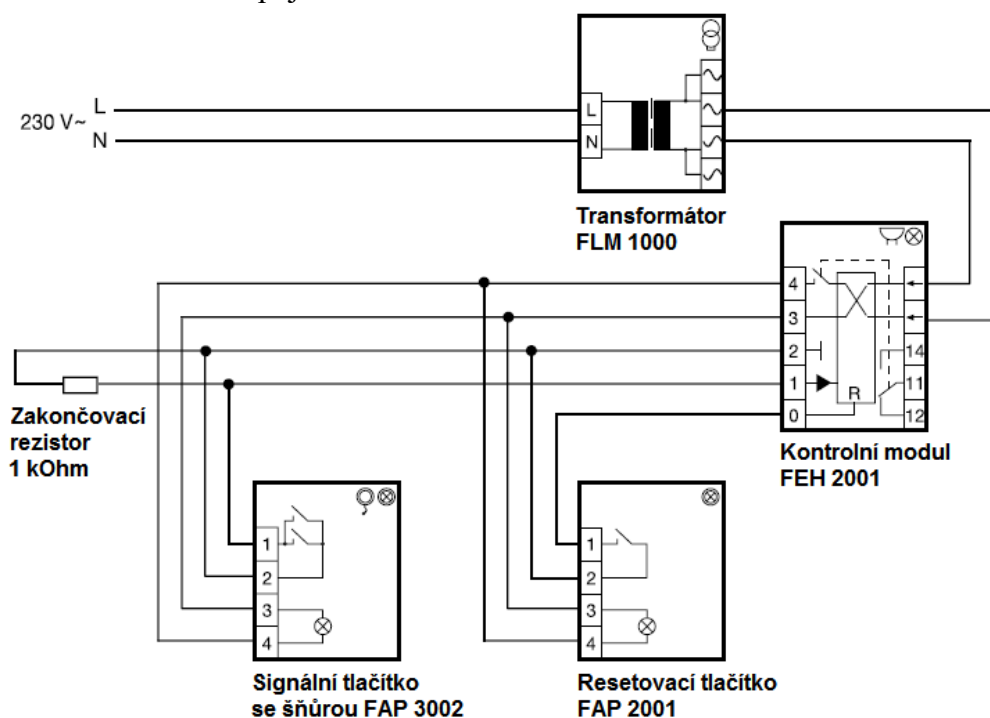 L
230 V~
N
L
N
Transformátor
FLM 1000
4
3
2
1
0
R
14
11
12
Kontrolní modul
FEH 2001
Zakončovací
rezistor
1 kOhm
1
2
3
4
Signální tlačítko
se šňůrou FAP 3002
1
2
3
4
Resetovací tlačítko
FAP 2001